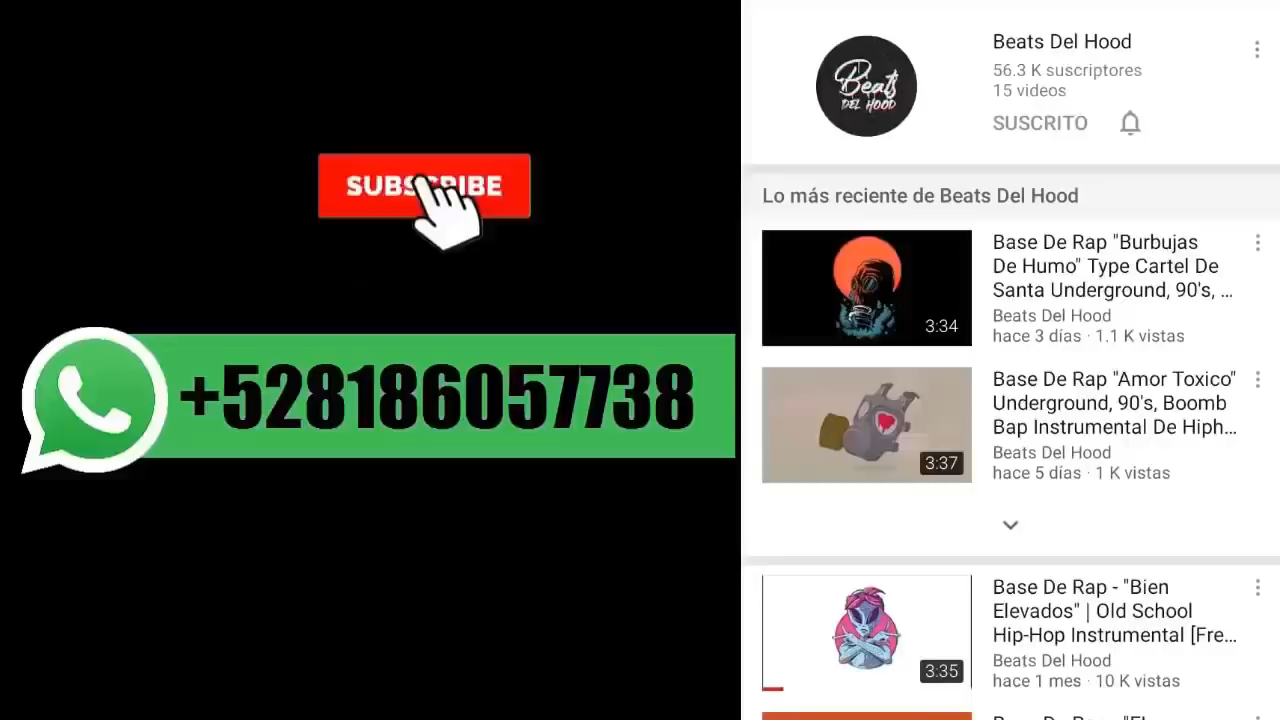 SUBSCRIBE
+528186057738
Beats
DEL HOOD
Beats Del Hood
56.3 K suscriptores
15 videos
SUSCRITO
Lo más reciente de Beats Del Hood
3:34
Base De Rap "Burbujas
De Humo" Type Cartel De
Santa Underground, 90's, ...
Beats Del Hood
hace 3 días · 1.1 K vistas
3:37
Base De Rap "Amor Toxico"
Underground, 90's, Boomb
Bap Instrumental De Hiph...
Beats Del Hood
hace 5 días · 1 K vistas
3:35
Base De Rap - "Bien
Elevados" | Old School
Hip-Hop Instrumental [Fre...
Beats Del Hood
hace 1 mes · 10 K vistas